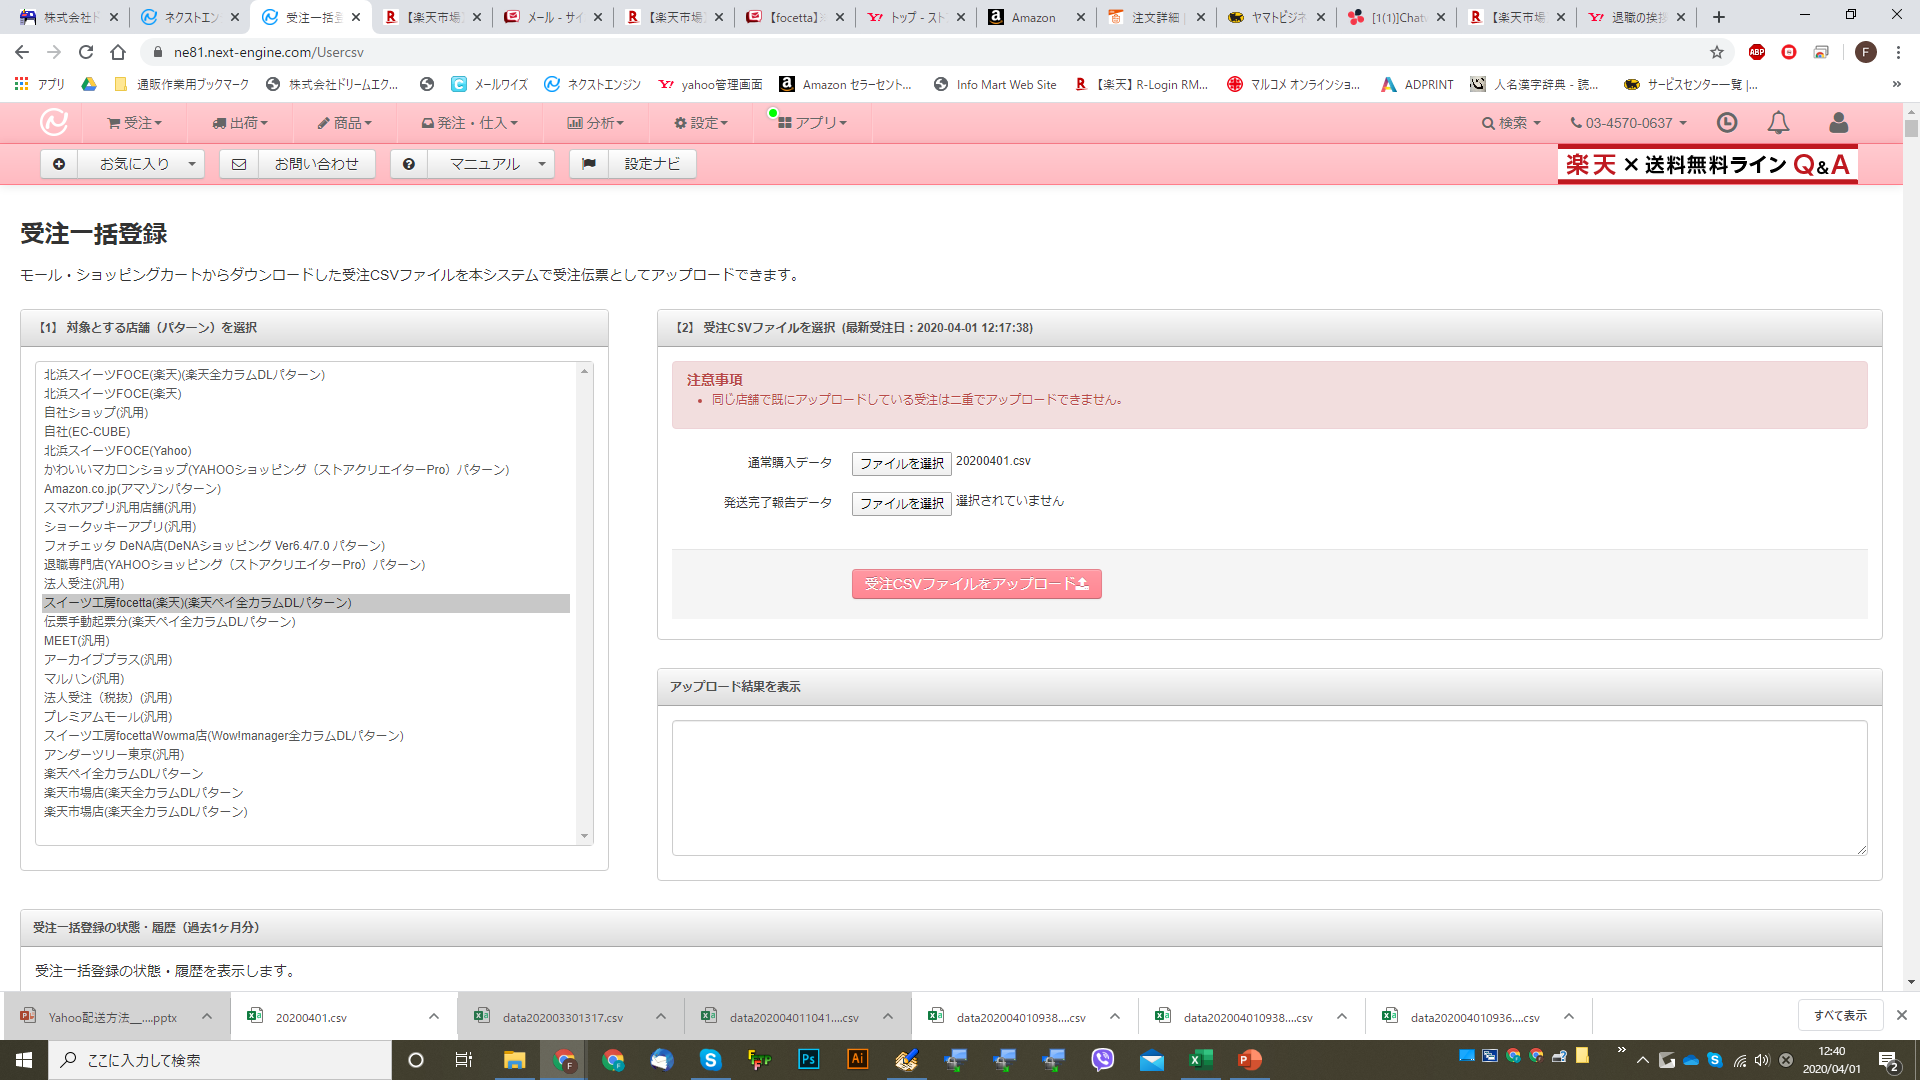 株式会社ド
ネクストエン
受注一括登
【楽天市場
メール - サイ
【楽天市場
【focetta】
トップ - スト
Amazon
注文詳細
ヤマトビジネ
[1(1)]Chatw
【楽天市場
退職の挨拶
ne81.next-engine.com/Usercsv
アプリ
通販作業用ブックマーク
株式会社ドリームエク...
メールワイズ
ネクストエンジン
yahoo管理画面
Amazon セラーセント...
Info Mart Web Site
【楽天】R-Login RM...
マルコメ オンラインショ...
ADPRINT
人名漢字辞典 - 読...
サービスセンター一覧 |...
受注 出荷 商品 発注・仕入 分析 設定 アプリ 検索 03-4570-0637
お気に入り お問い合わせ マニュアル 設定ナビ
楽天×送料無料ライン Q&A
受注一括登録
モール・ショッピングカートからダウンロードした受注CSVファイルを本システムで受注伝票としてアップロードできます。
【1】 対象とする店舗（パターン）を選択
北浜スイーツFOCE(楽天)(楽天全カラムDLパターン)
北浜スイーツFOCE(楽天)
自社ショップ(汎用)
自社(EC-CUBE)
北浜スイーツFOCE(Yahoo)
かわいいマカロンショップ(YAHOOショッピング（ストアクリエイターPro）パターン)
Amazon.co.jp(アマゾンパターン)
スマホアプリ汎用店舗(汎用)
ショークッキーアプリ(汎用)
フォチェッタ DeNA店(DeNAショッピング Ver6.4/7.0 パターン)
退職専門店(YAHOOショッピング（ストアクリエイターPro）パターン)
法人受注(汎用)
スイーツ工房focetta(楽天)(楽天ペイ全カラムDLパターン)
伝票手動起票分(楽天ペイ全カラムDLパターン)
MEET(汎用)
アーカイブプラス(汎用)
マルハン(汎用)
法人受注（税抜）(汎用)
プレミアムモール(汎用)
スイーツ工房focettaWowma店(Wow!manager全カラムDLパターン)
アンダーツリー東京(汎用)
楽天ペイ全カラムDLパターン
楽天市場店(楽天全カラムDLパターン
楽天市場店(楽天全カラムDLパターン)
【2】 受注CSVファイルを選択 (最新受注日：2020-04-01 12:17:38)
注意事項
同じ店舗で既にアップロードしている受注は二重でアップロードできません。
通常購入データ ファイルを選択 20200401.csv
発送完了報告データ ファイルを選択 選択されていません
受注CSVファイルをアップロード
アップロード結果を表示
受注一括登録の状態・履歴（過去1ヶ月分）
受注一括登録の状態・履歴を表示します。
Yahoo配送方法__....pptx
20200401.csv
data202003301317.csv
data202004011041....csv
data202004010938....csv
data202004010938....csv
data202004010936....csv
すべて表示
ここに入力して検索
12:40
2020/04/01
2